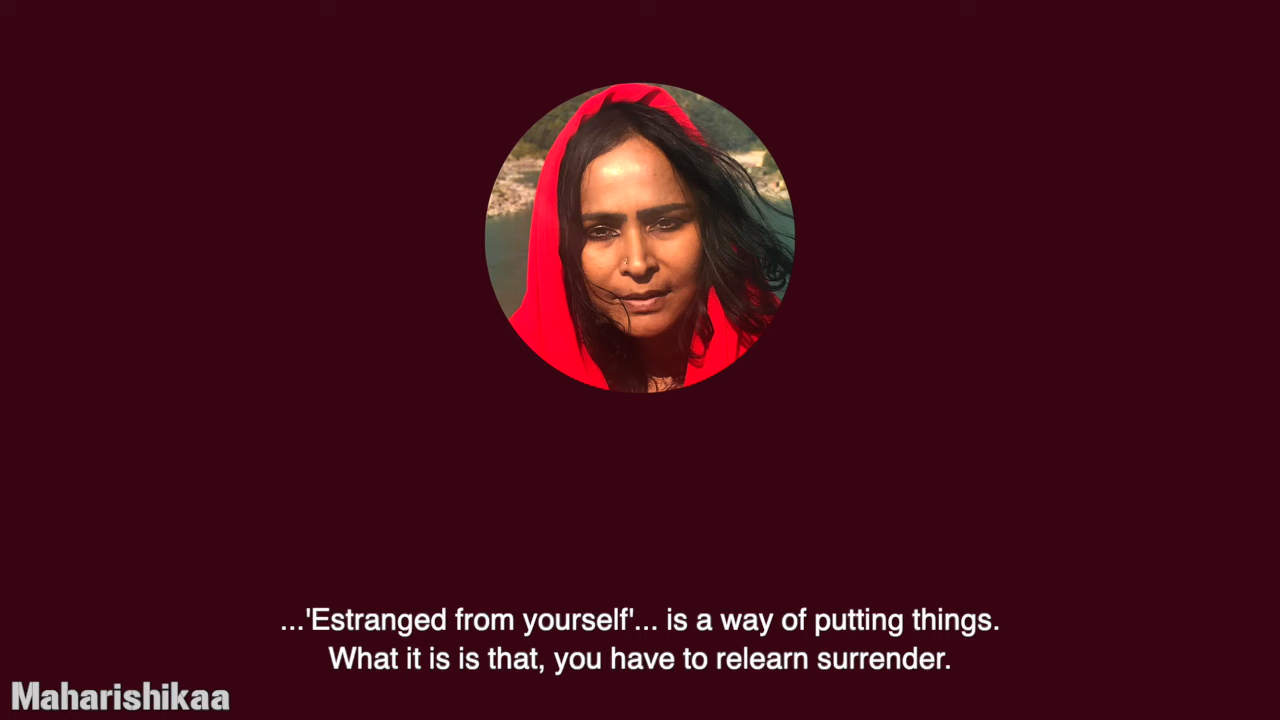 ...'Estranged from yourself'... is a way of putting things.
What it is is that, you have to relearn surrender.
Maharishikaa